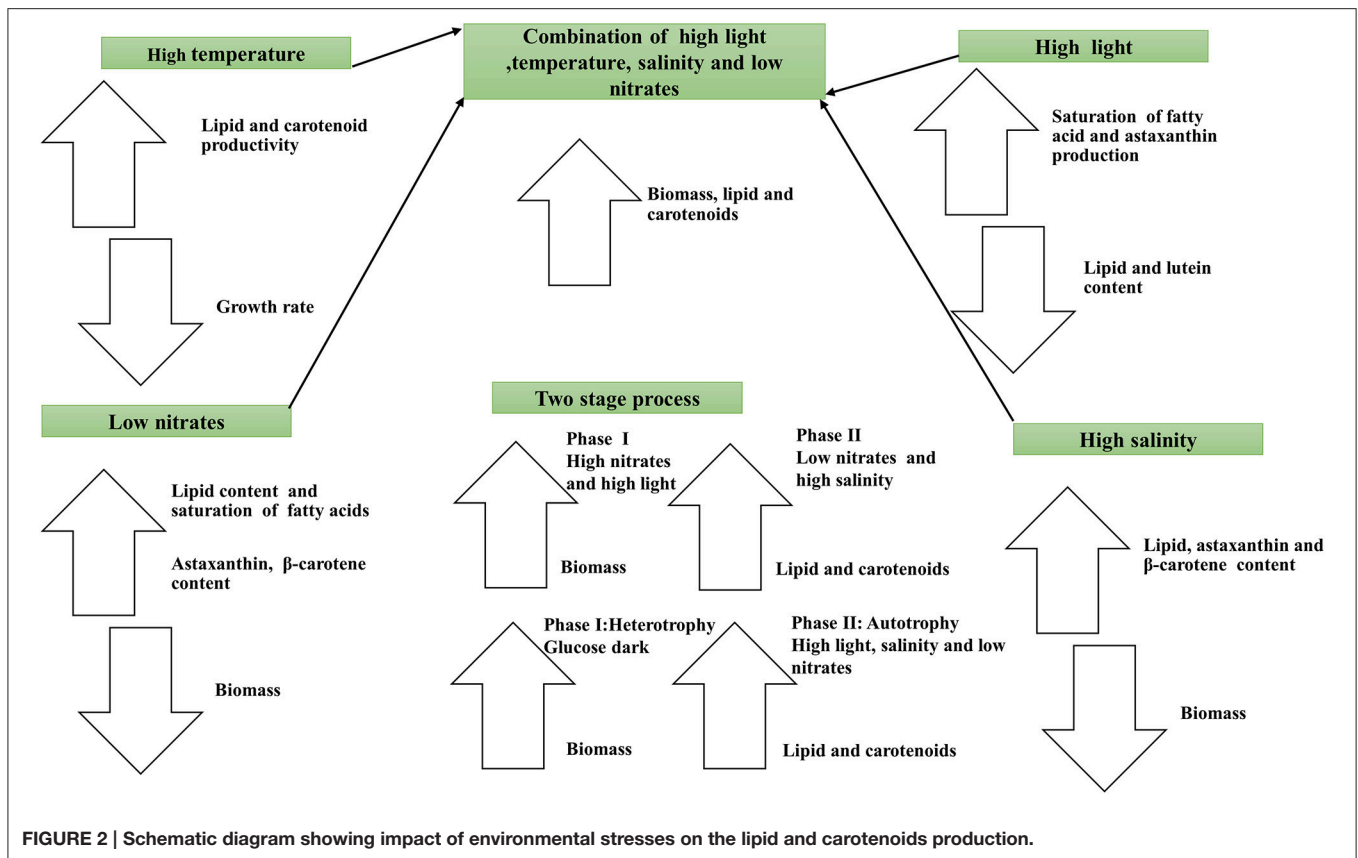 High temperature
Lipid and carotenoid
productivity
Growth rate
Combination of high light
,temperature, salinity and low
nitrates
Biomass, lipid and
carotenoids
High light
Saturation of fatty
acid and astaxanthin
production
Lipid and lutein
content
Low nitrates
Lipid content and
saturation of fatty acids
Astaxanthin, β-carotene
content
Biomass
Two stage process
Phase I
High nitrates
and high light
Biomass
Phase II
Low nitrates and
high salinity
Lipid and carotenoids
Phase I:Heterotrophy
Glucose dark
Biomass
Phase II: Autotrophy
High light, salinity and low
nitrates
Lipid and carotenoids
High salinity
Lipid, astaxanthin and
β-carotene content
Biomass
FIGURE 2 | Schematic diagram showing impact of environmental stresses on the lipid and carotenoids production.